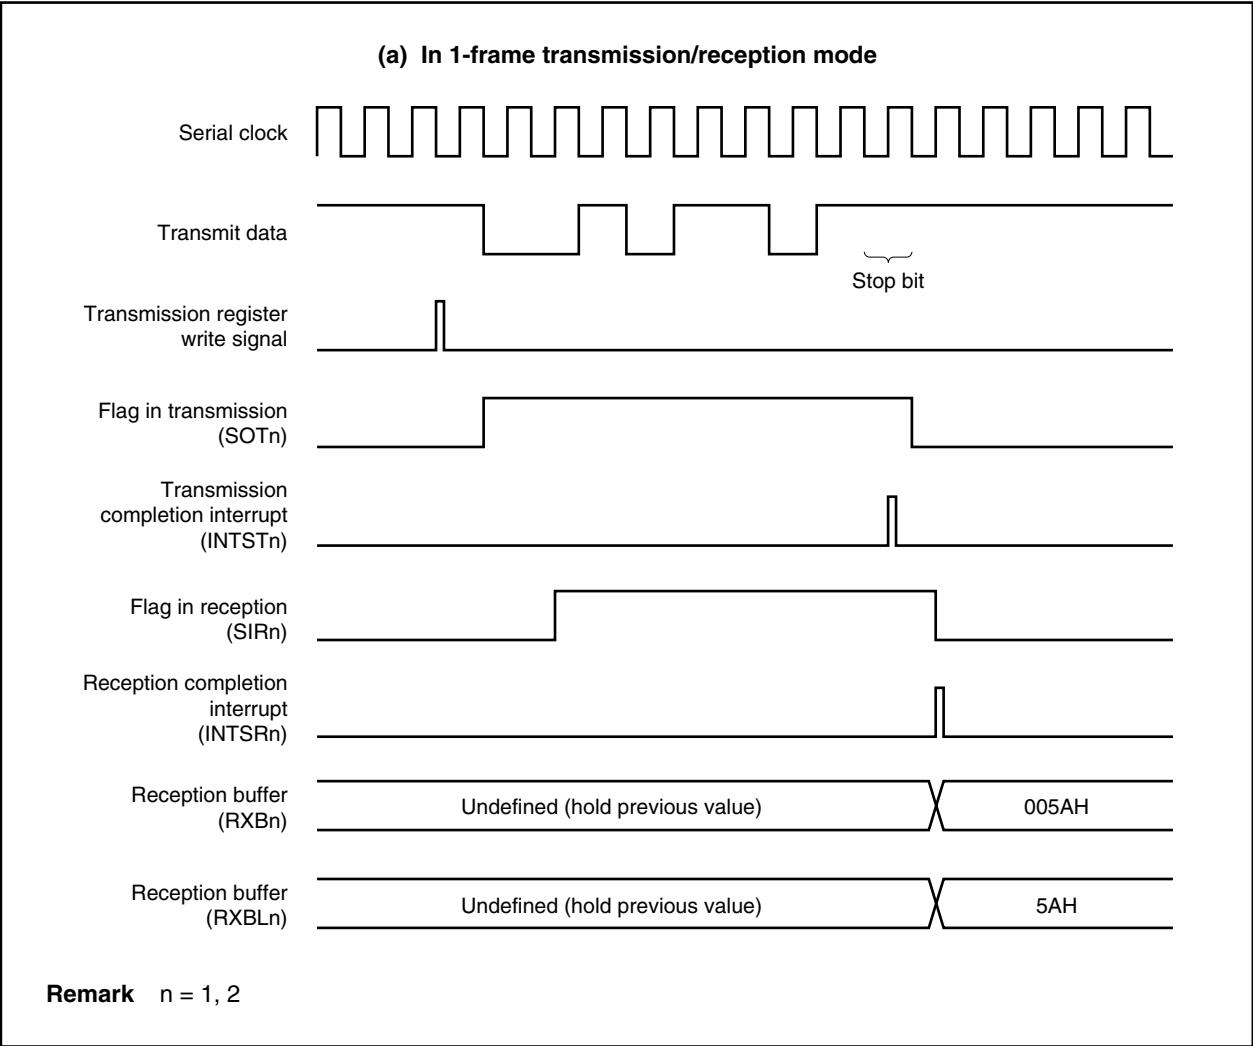 (a) In 1-frame transmission/reception mode
Serial clock
Transmit data
Stop bit
Transmission register
write signal
Flag in transmission
(SOTn)
Transmission
completion interrupt
(INTSTn)
Flag in reception
(SIRn)
Reception completion
interrupt
(INTSRn)
Reception buffer
(RXBn)
Undefined (hold previous value)
005AH
Reception buffer
(RXBLn)
Undefined (hold previous value)
5AH
Remark n = 1, 2